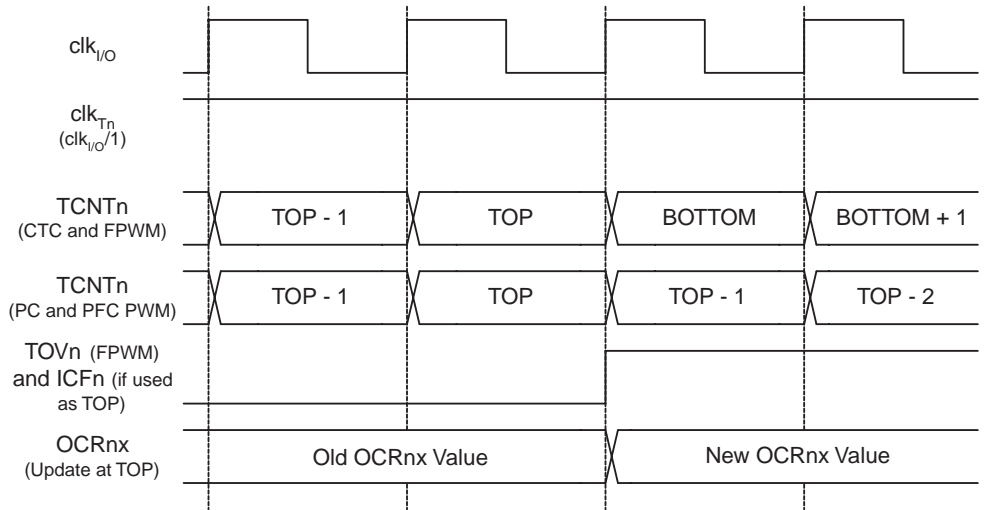 clkI/O
clkTn
(clkI/O/1)
TCNTn
(CTC and FPWM)
TOP - 1
TOP
BOTTOM
BOTTOM + 1
TCNTn
(PC and PFC PWM)
TOP - 1
TOP
TOP - 1
TOP - 2
TOVn (FPWM)
and ICFn (if used
as TOP)
OCRnx
(Update at TOP)
Old OCRnx Value
New OCRnx Value